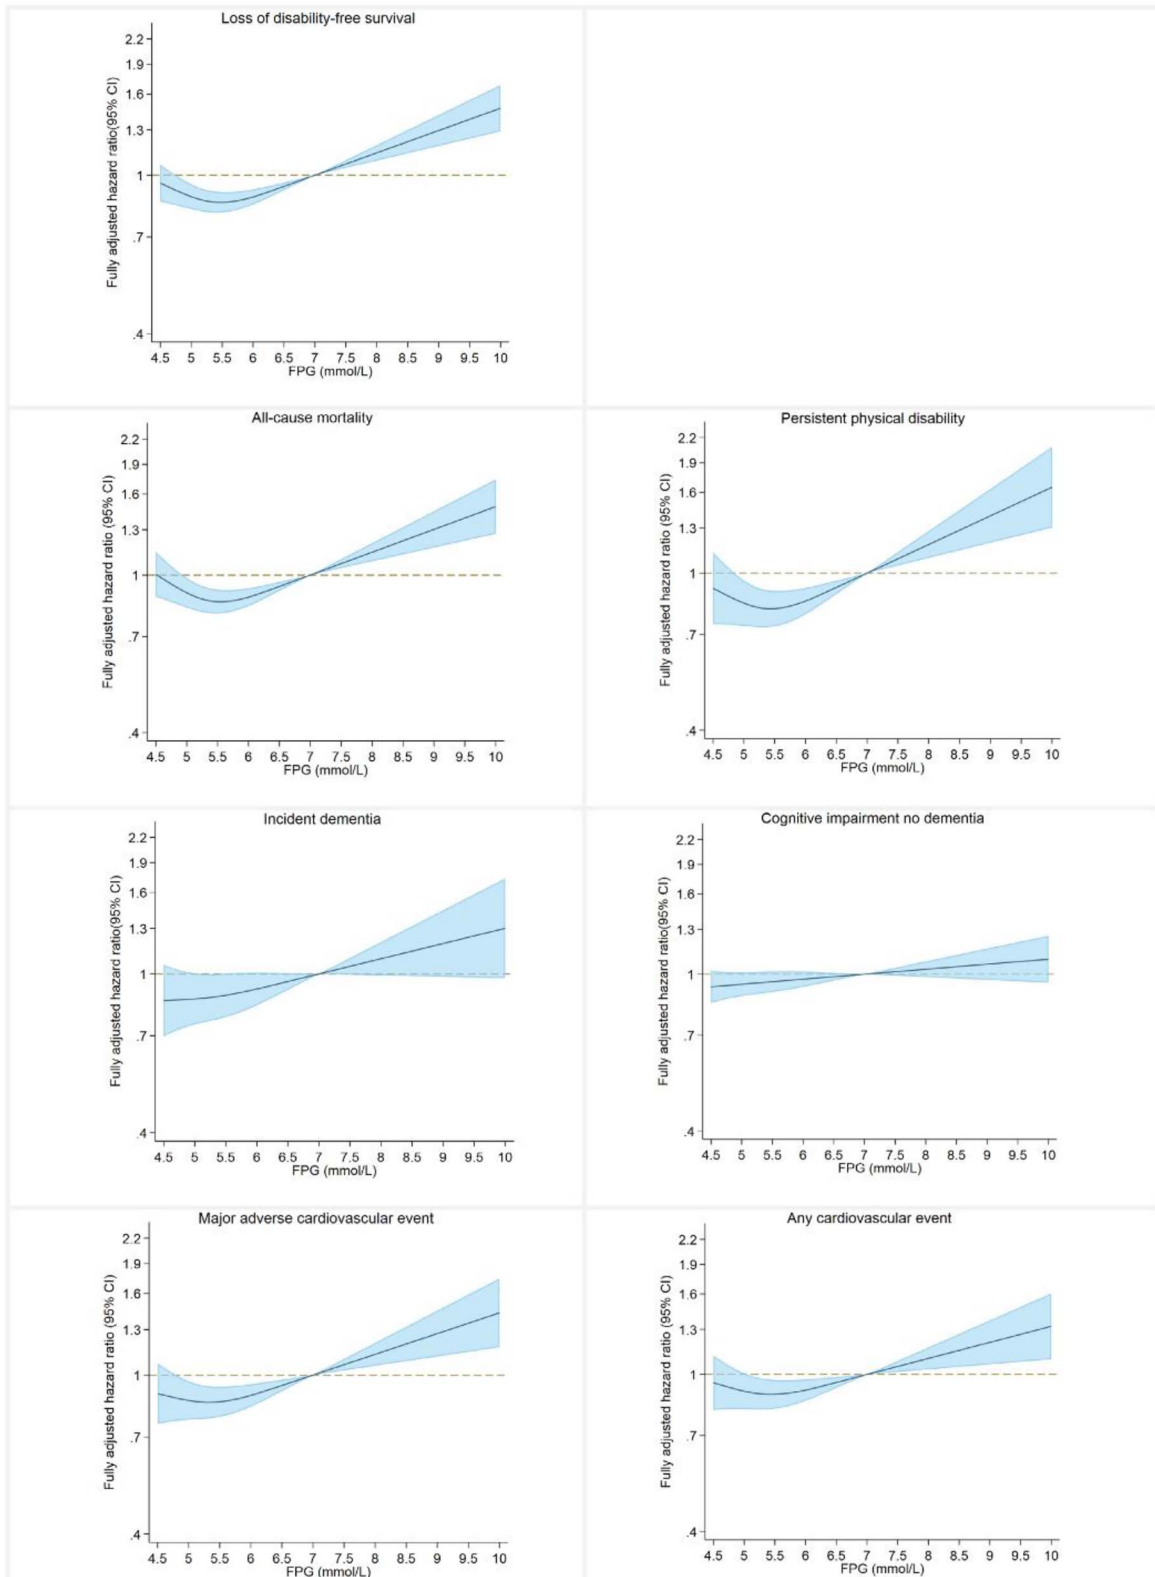 Loss of disability-free survival
Fully adjusted hazard ratio(95% CI)
2.2
1.9
1.6
1.3
1
.7
.4
4.5 5 5.5 6 6.5 7 7.5 8 8.5 9 9.5 10
FPG (mmol/L)
All-cause mortality
Fully adjusted hazard ratio (95% CI)
2.2
1.9
1.6
1.3
1
.7
.4
4.5 5 5.5 6 6.5 7 7.5 8 8.5 9 9.5 10
FPG (mmol/L)
Persistent physical disability
Fully adjusted hazard ratio (95% CI)
2.2
1.9
1.6
1.3
1
.7
.4
4.5 5 5.5 6 6.5 7 7.5 8 8.5 9 9.5 10
FPG (mmol/L)
Incident dementia
Fully adjusted hazard ratio(95% CI)
2.2
1.9
1.6
1.3
1
.7
.4
4.5 5 5.5 6 6.5 7 7.5 8 8.5 9 9.5 10
FPG (mmol/L)
Cognitive impairment no dementia
Fully adjusted hazard ratio(95% CI)
2.2
1.9
1.6
1.3
1
.7
.4
4.5 5 5.5 6 6.5 7 7.5 8 8.5 9 9.5 10
FPG (mmol/L)
Major adverse cardiovascular event
Fully adjusted hazard ratio (95% CI)
2.2
1.9
1.6
1.3
1
.7
.4
4.5 5 5.5 6 6.5 7 7.5 8 8.5 9 9.5 10
FPG (mmol/L)
Any cardiovascular event
Fully adjusted hazard ratio (95% CI)
2.2
1.9
1.6
1.3
1
.7
.4
4.5 5 5.5 6 6.5 7 7.5 8 8.5 9 9.5 10
FPG (mmol/L)